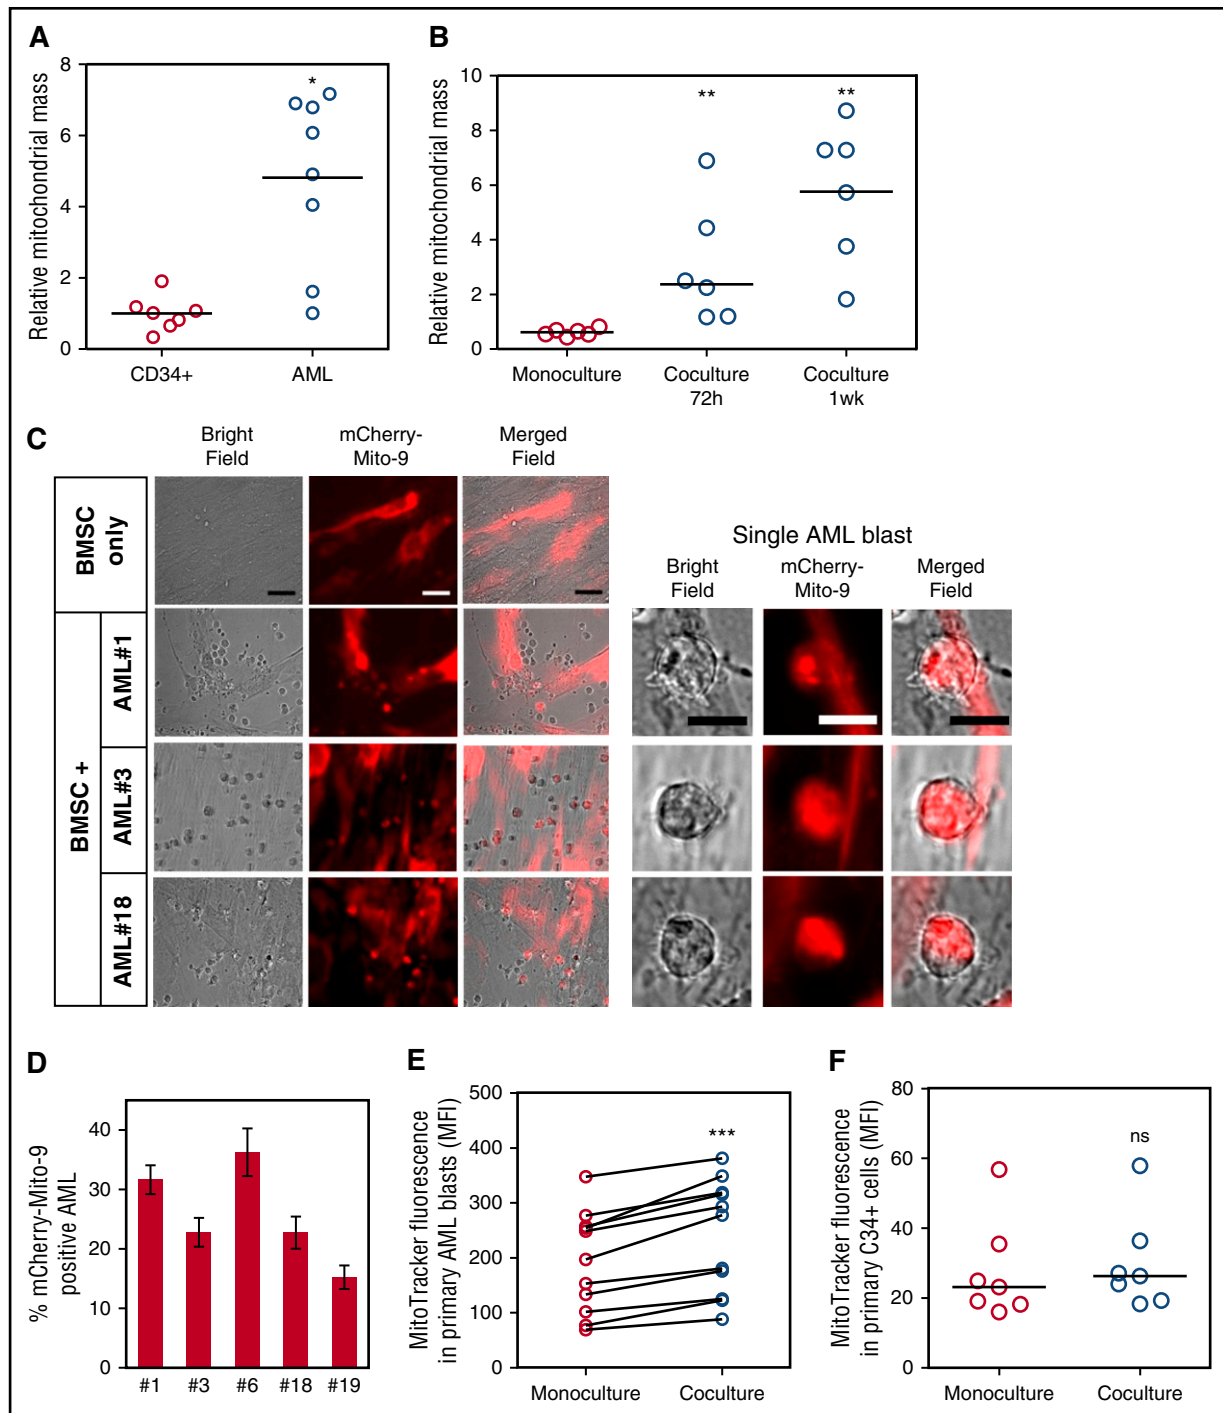 A
Relative mitochondrial mass
8
6
4
2
0
*
CD34+ AML
B
Relative mitochondrial mass
10
8
6
4
2
0
** **
Monoculture Coculture 72h Coculture 1wk
C
Bright Field
mCherry-Mito-9
Merged Field
BMSC only
BMSC +
AML#1
AML#3
AML#18
Single AML blast
Bright Field
mCherry-Mito-9
Merged Field
D
% mCherry-Mito-9
positive AML
40
30
20
10
0
#1 #3 #6 #18 #19
E
MitoTracker fluorescence
in primary AML blasts (MFI)
500
400
300
200
100
0
***
Monoculture Coculture
F
MitoTracker fluorescence
in primary C34+ cells (MFI)
80
60
40
20
0
ns
Monoculture Coculture